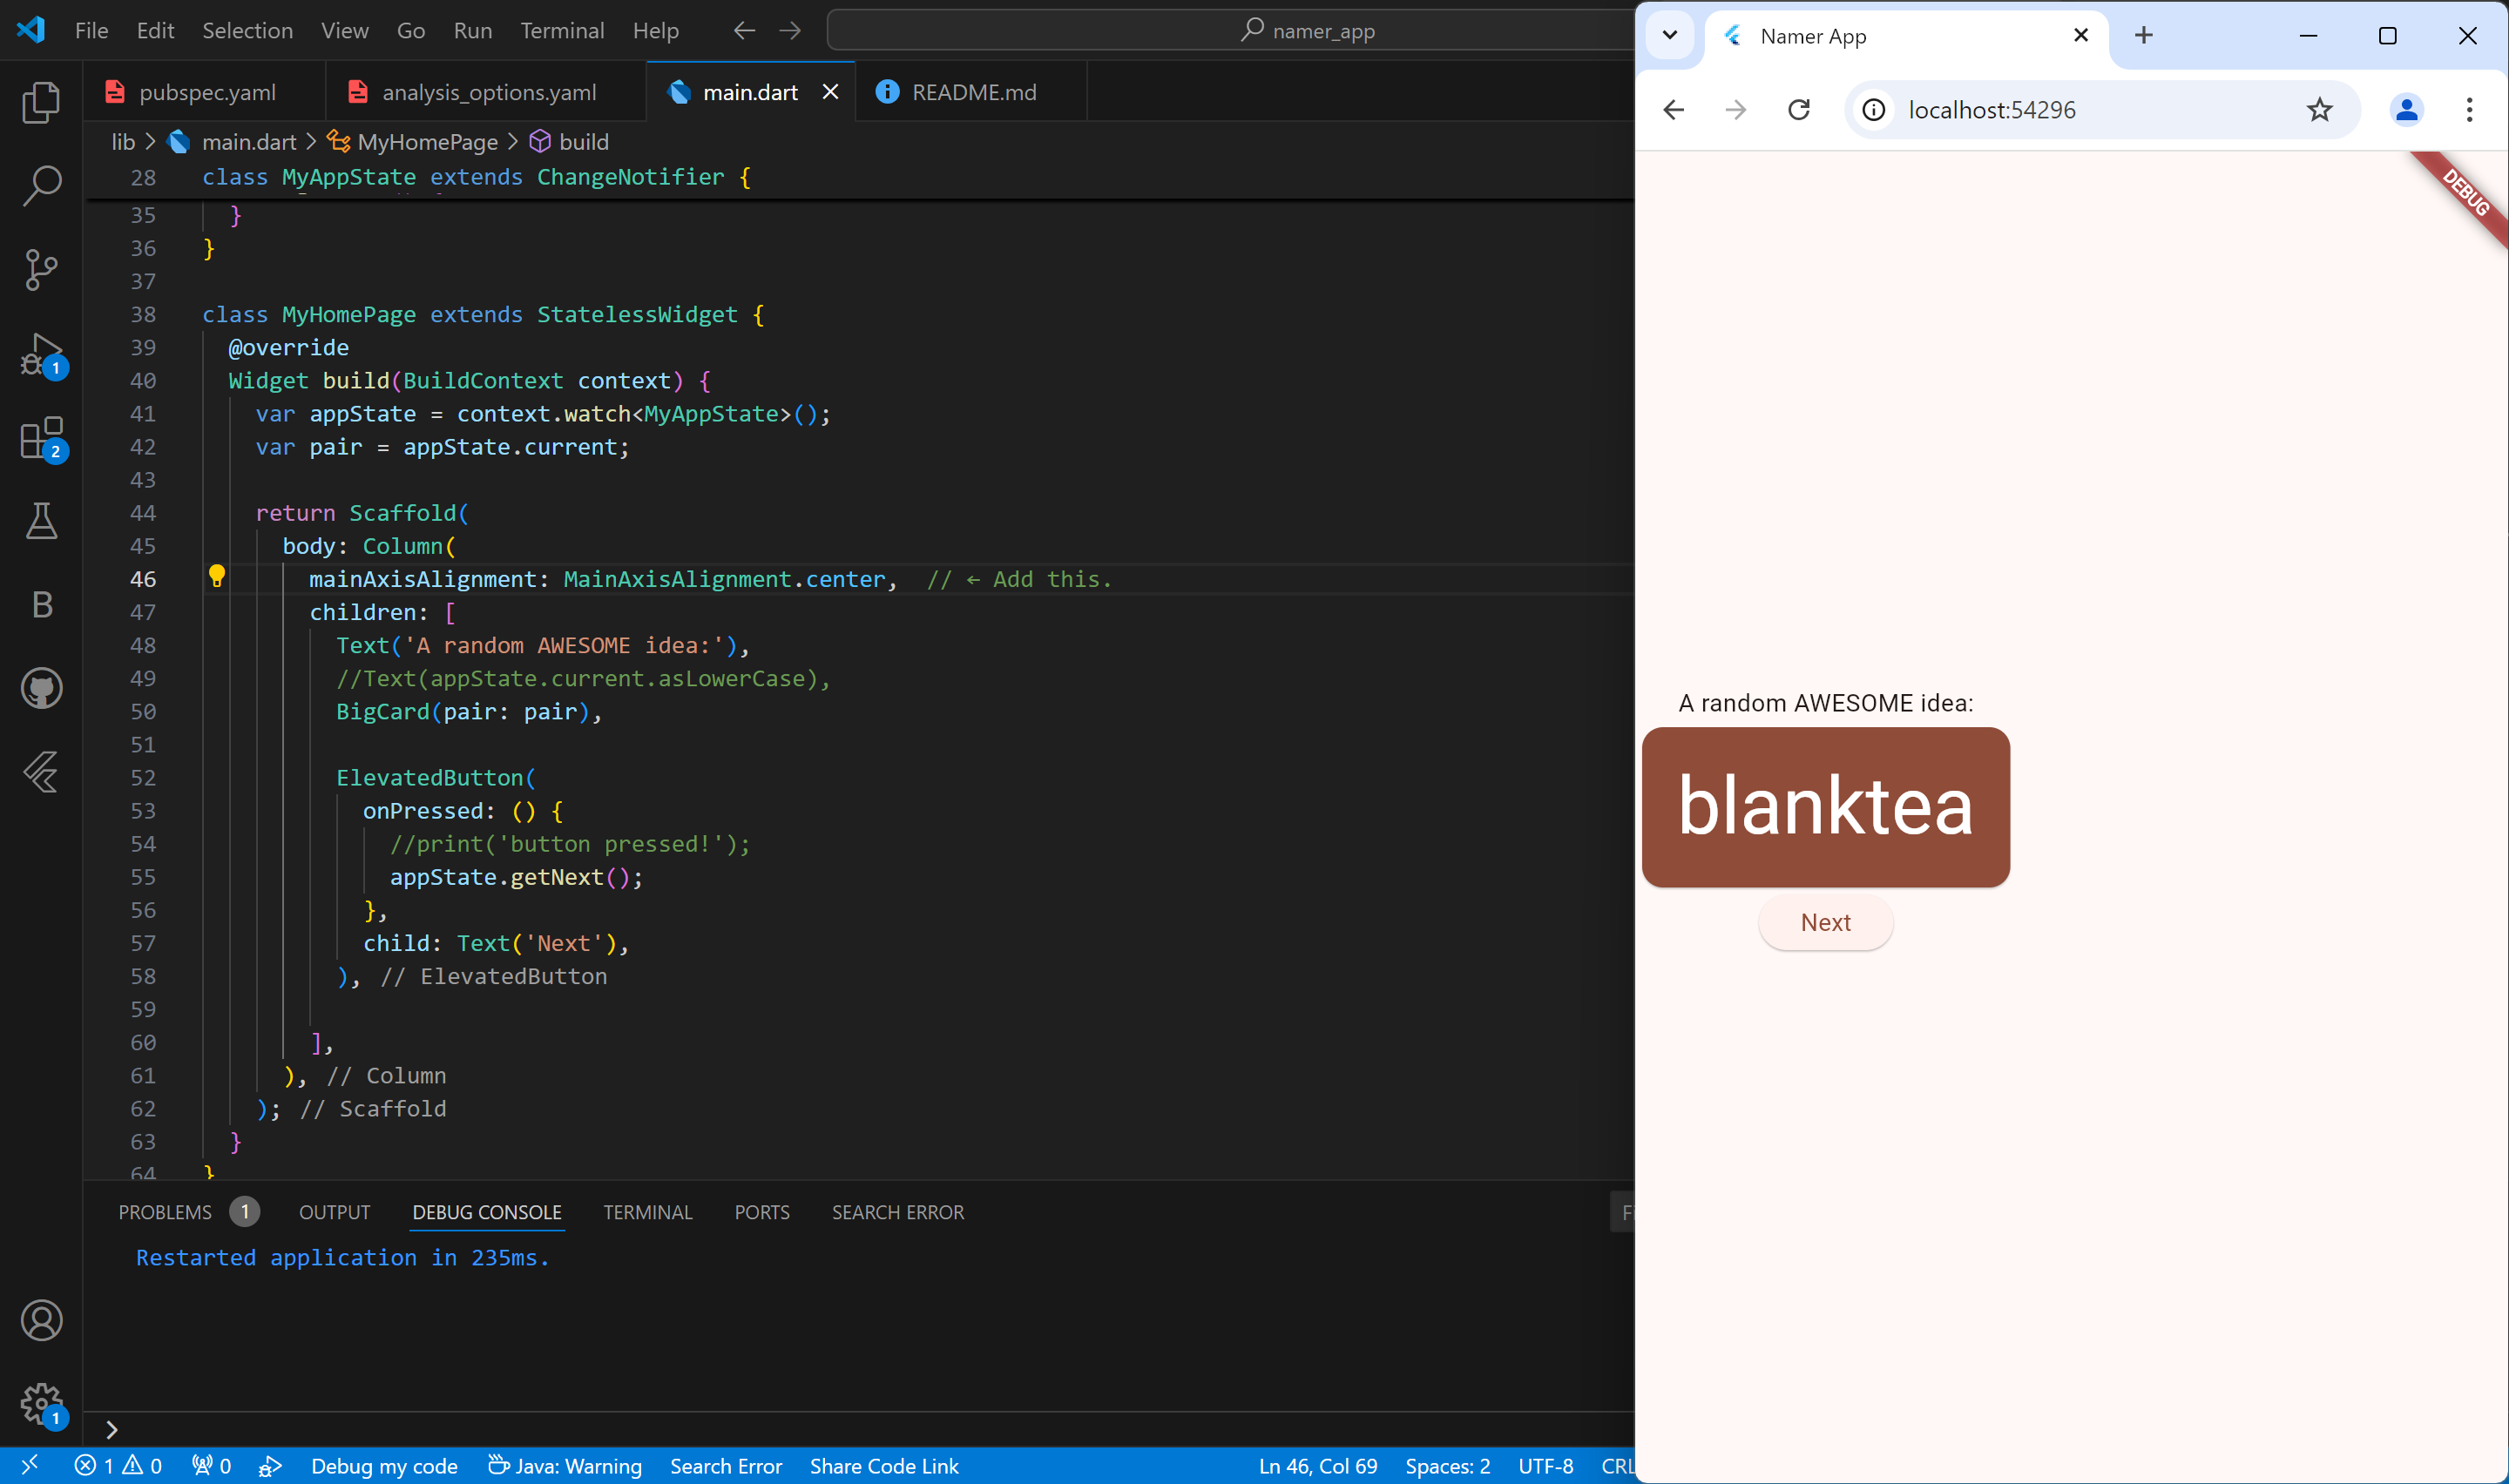 File Edit Selection View Go Run Terminal Help namer_app
pubspec.yaml analysis_options.yaml main.dart README.md
lib > main.dart > MyHomePage > build
28 class MyAppState extends ChangeNotifier {
35 }
36 }
37
38 class MyHomePage extends StatelessWidget {
39 @override
40 Widget build(BuildContext context) {
41 var appState = context.watch<MyAppState>();
42 var pair = appState.current;
43
44 return Scaffold(
45 body: Column(
46 mainAxisAlignment: MainAxisAlignment.center, // ← Add this.
47 children: [
48 Text('A random AWESOME idea:'),
49 //Text(appState.current.asLowerCase),
50 BigCard(pair: pair),
51
52 ElevatedButton(
53 onPressed: () {
54 //print('button pressed!');
55 appState.getNext();
56 },
57 child: Text('Next'),
58 ), // ElevatedButton
59
60 ],
61 ), // Column
62 ); // Scaffold
63 }
64 }
1
2
B
1
PROBLEMS 1 OUTPUT DEBUG CONSOLE TERMINAL PORTS SEARCH ERROR
Restarted application in 235ms.
>
1 0 0 Debug my code Java: Warning Search Error Share Code Link Ln 46, Col 69 Spaces: 2 UTF-8
Namer App
localhost:54296
DEBUG
A random AWESOME idea:
blanktea
Next